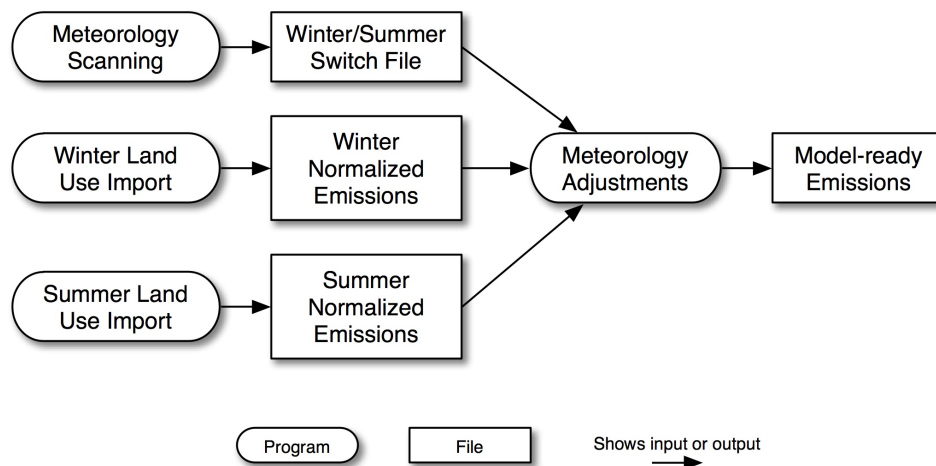 Meteorology
Scanning
Winter/Summer
Switch File
Winter Land
Use Import
Winter
Normalized
Emissions
Meteorology
Adjustments
Model-ready
Emissions
Summer Land
Use Import
Summer
Normalized
Emissions
Program
File
Shows input or output